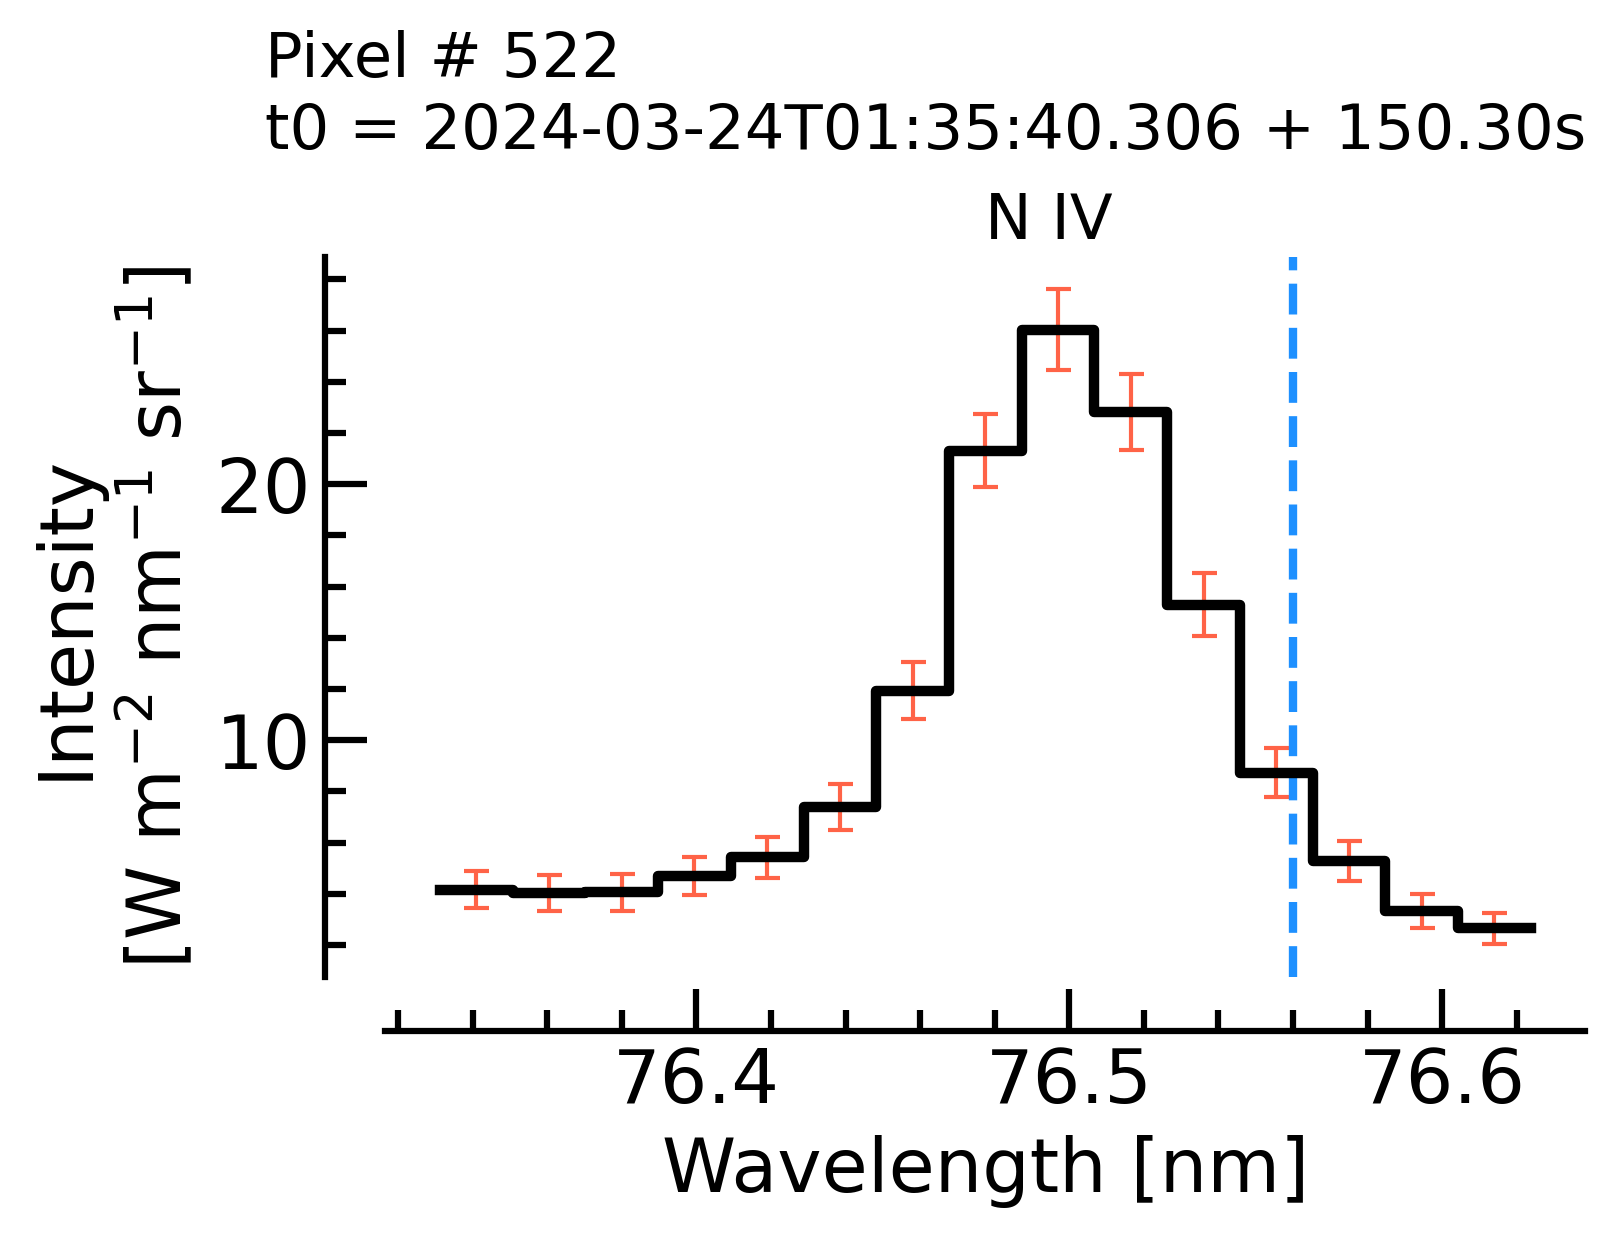 Pixel # 522
t0 = 2024-03-24T01:35:40.306 + 150.30s
N IV
Intensity
[W m⁻² nm⁻¹ sr⁻¹]
20
10
76.4 76.5 76.6
Wavelength [nm]